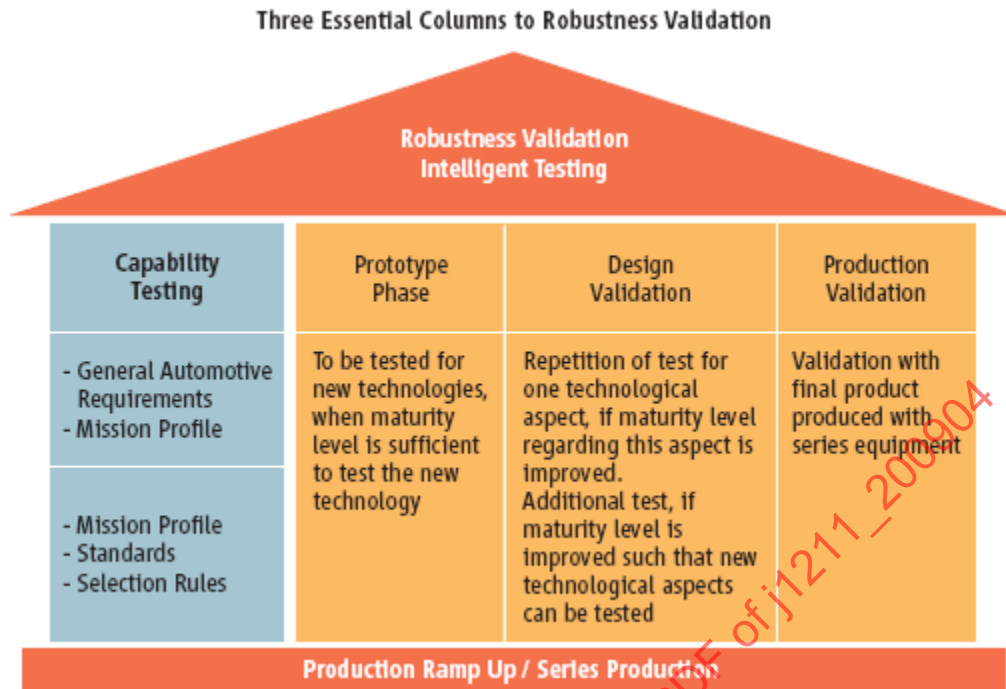 Three Essential Columns to Robustness Validation
Robustness Validation
Intelligent Testing
Capability
Testing
- General Automotive
Requirements
- Mission Profile
- Mission Profile
- Standards
- Selection Rules
Prototype
Phase
To be tested for
new technologies,
when maturity
level is sufficient
to test the new
technology
Design
Validation
Repetition of test for
one technological
aspect, if maturity level
regarding this aspect is
improved.
Additional test, if
maturity level is
improved such that new
technological aspects
can be tested
Production
Validation
Validation with
final product
produced with
series equipment
Production Ramp Up / Series Production
PDF of j1211_200904